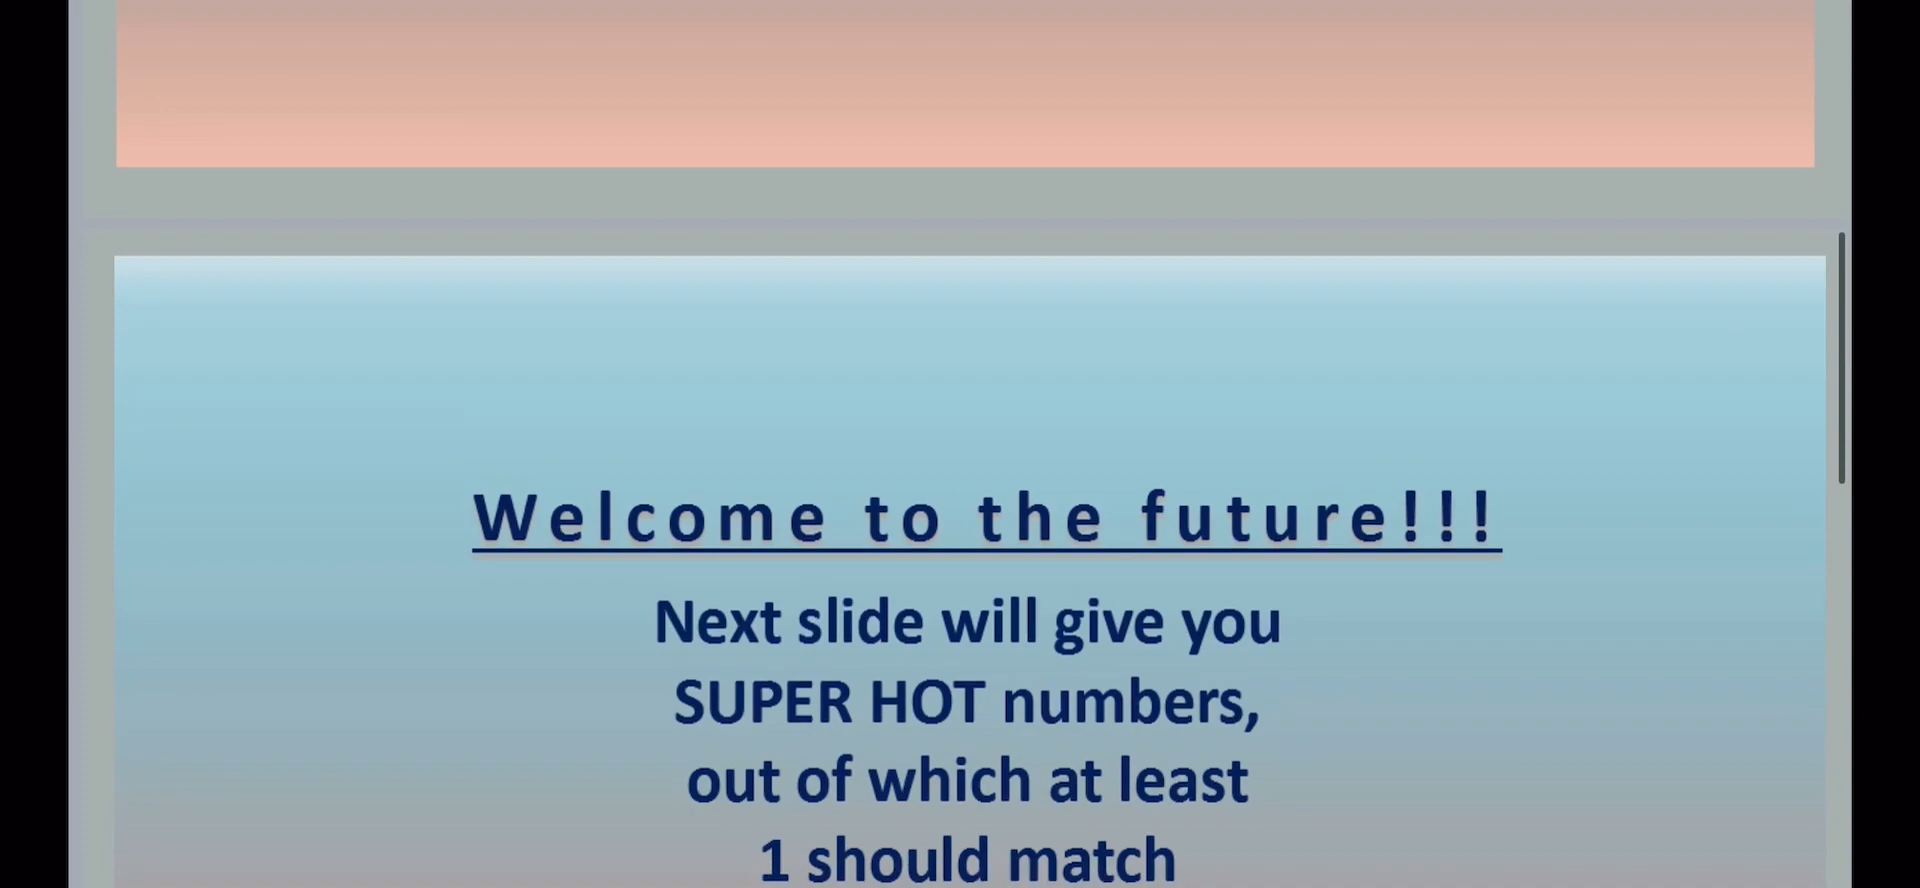 Welcome to the future!!!
Next slide will give you
SUPER HOT numbers,
out of which at least
1 should match